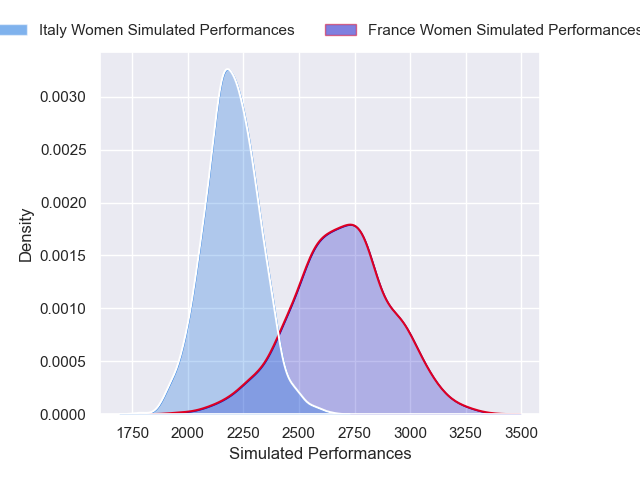 Italy Women Simulated Performances France Women Simulated Performances
0.0030
0.0025
0.0020
0.0015
0.0010
0.0005
0.0000
Density
1750 2000 2250 2500 2750 3000 3250 3500
Simulated Performances